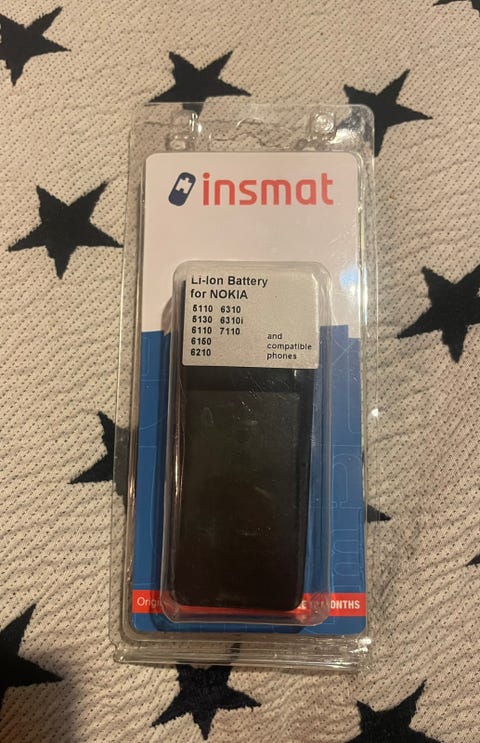 insmat
Li-Ion Battery
for NOKIA
5110 6310
5130 6310i
6110 7110
6150
6210
and
compatible
phones
MONTHS